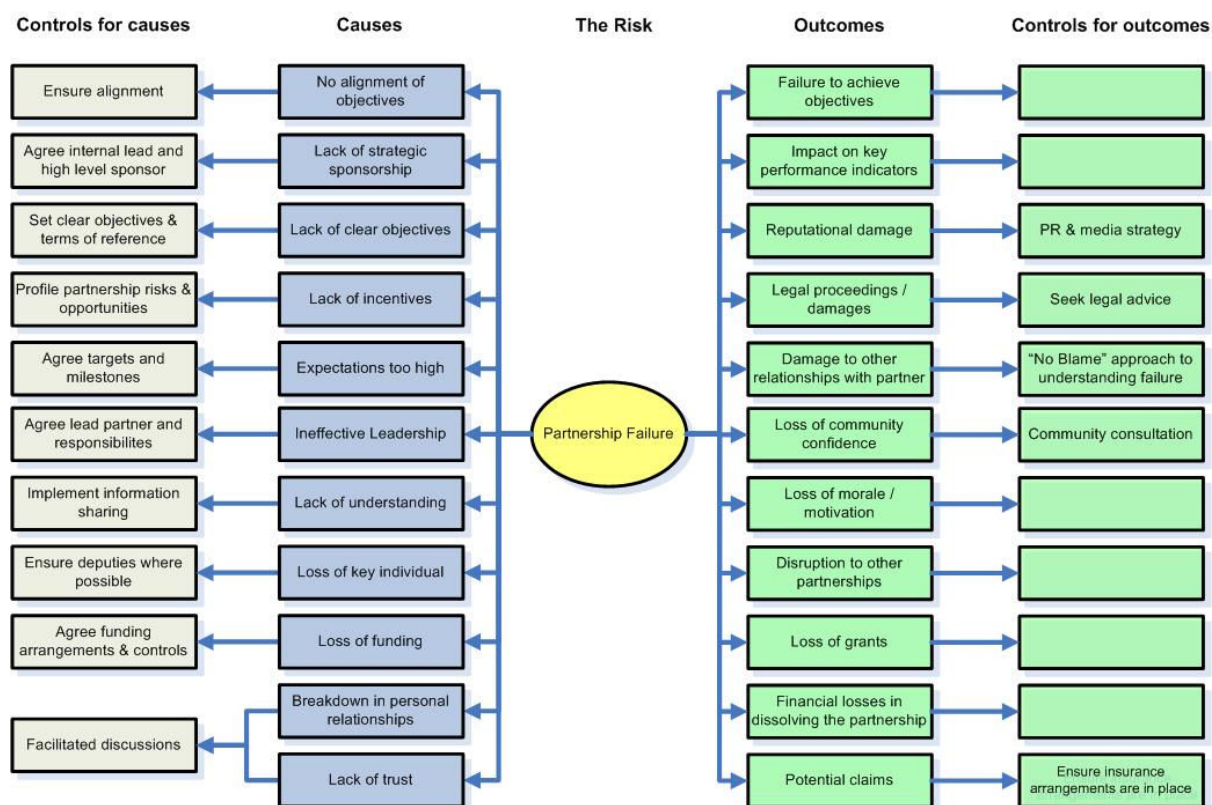 Controls for causes
Causes
The Risk
Outcomes
Controls for outcomes
Ensure alignment
No alignment of
objectives
Failure to achieve
objectives
Agree internal lead and
high level sponsor
Lack of strategic
sponsorship
Impact on key
performance indicators
Set clear objectives &
terms of reference
Lack of clear objectives
Reputational damage
PR & media strategy
Profile partnership risks &
opportunities
Lack of incentives
Legal proceedings /
damages
Seek legal advice
Agree targets and
milestones
Expectations too high
Damage to other
relationships with partner
“No Blame” approach to
understanding failure
Agree lead partner and
responsibilites
Ineffective Leadership
Partnership Failure
Loss of community
confidence
Community consultation
Implement information
sharing
Lack of understanding
Loss of morale /
motivation
Ensure deputies where
possible
Loss of key individual
Disruption to other
partnerships
Agree funding
arrangements & controls
Loss of funding
Loss of grants
Facilitated discussions
Breakdown in personal
relationships
Financial losses in
dissolving the partnership
Lack of trust
Potential claims
Ensure insurance
arrangements are in place